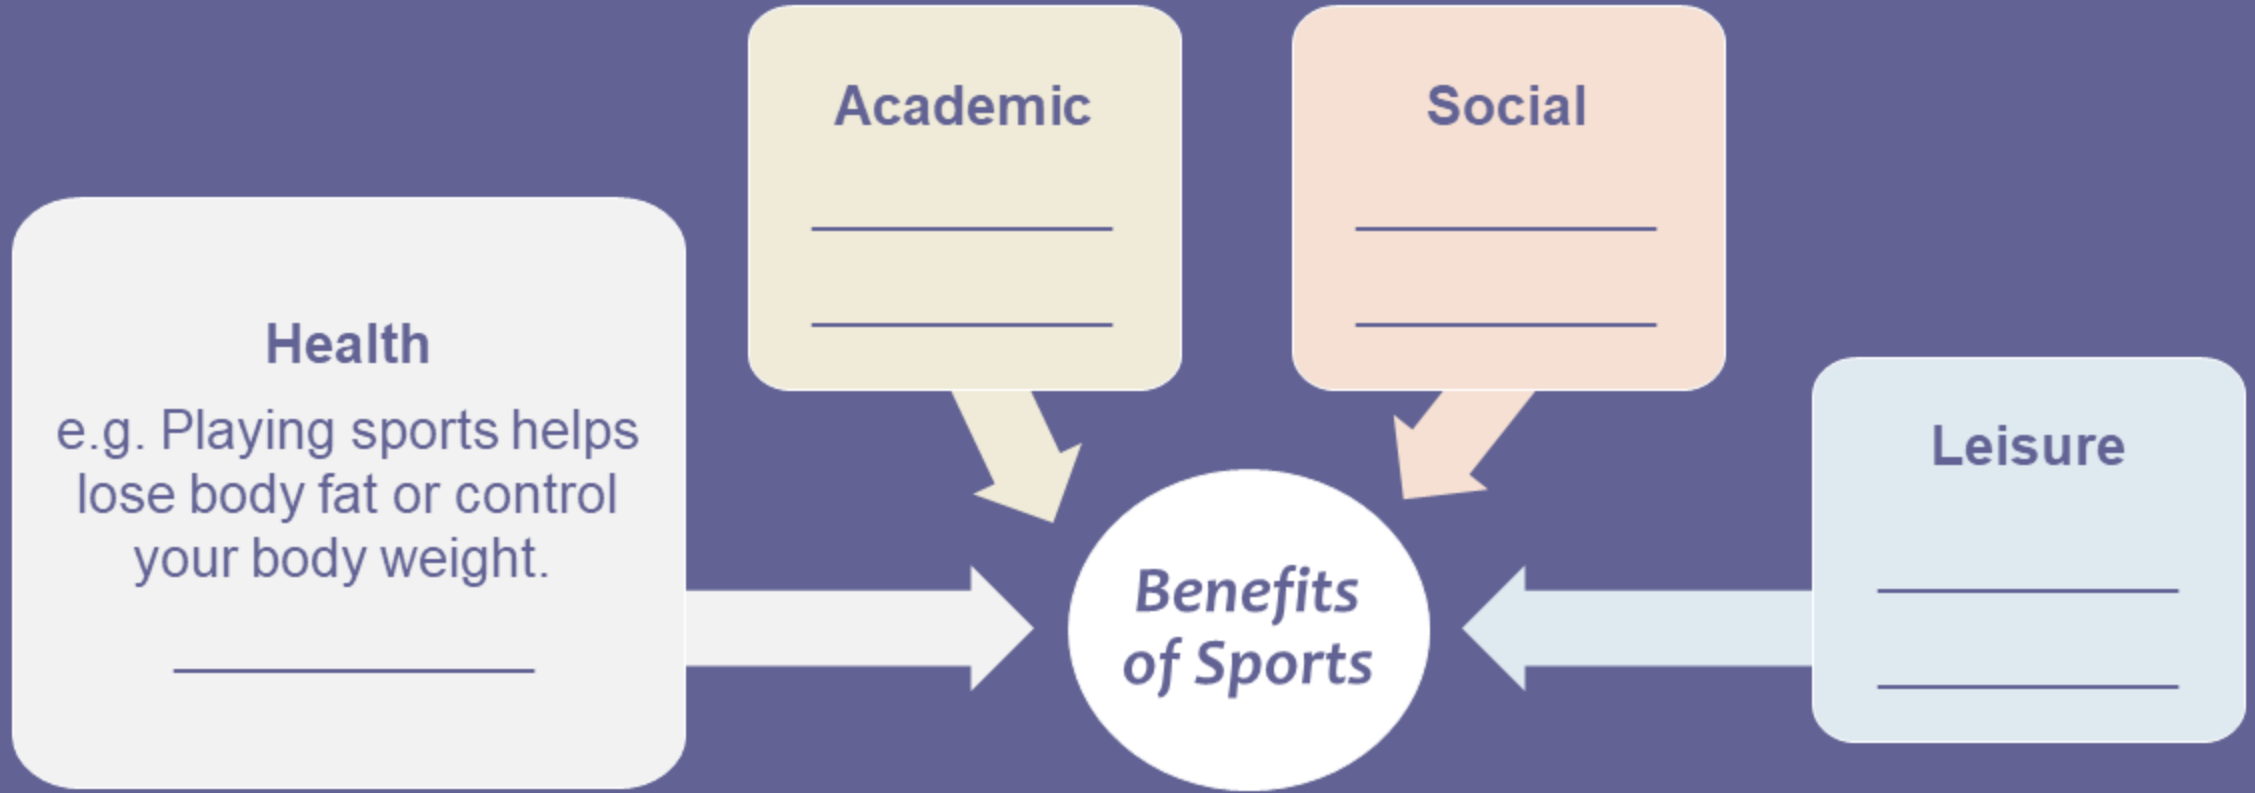 Academic
Social
Health
e.g. Playing sports helps
lose body fat or control
your body weight.
Leisure
Benefits
of Sports